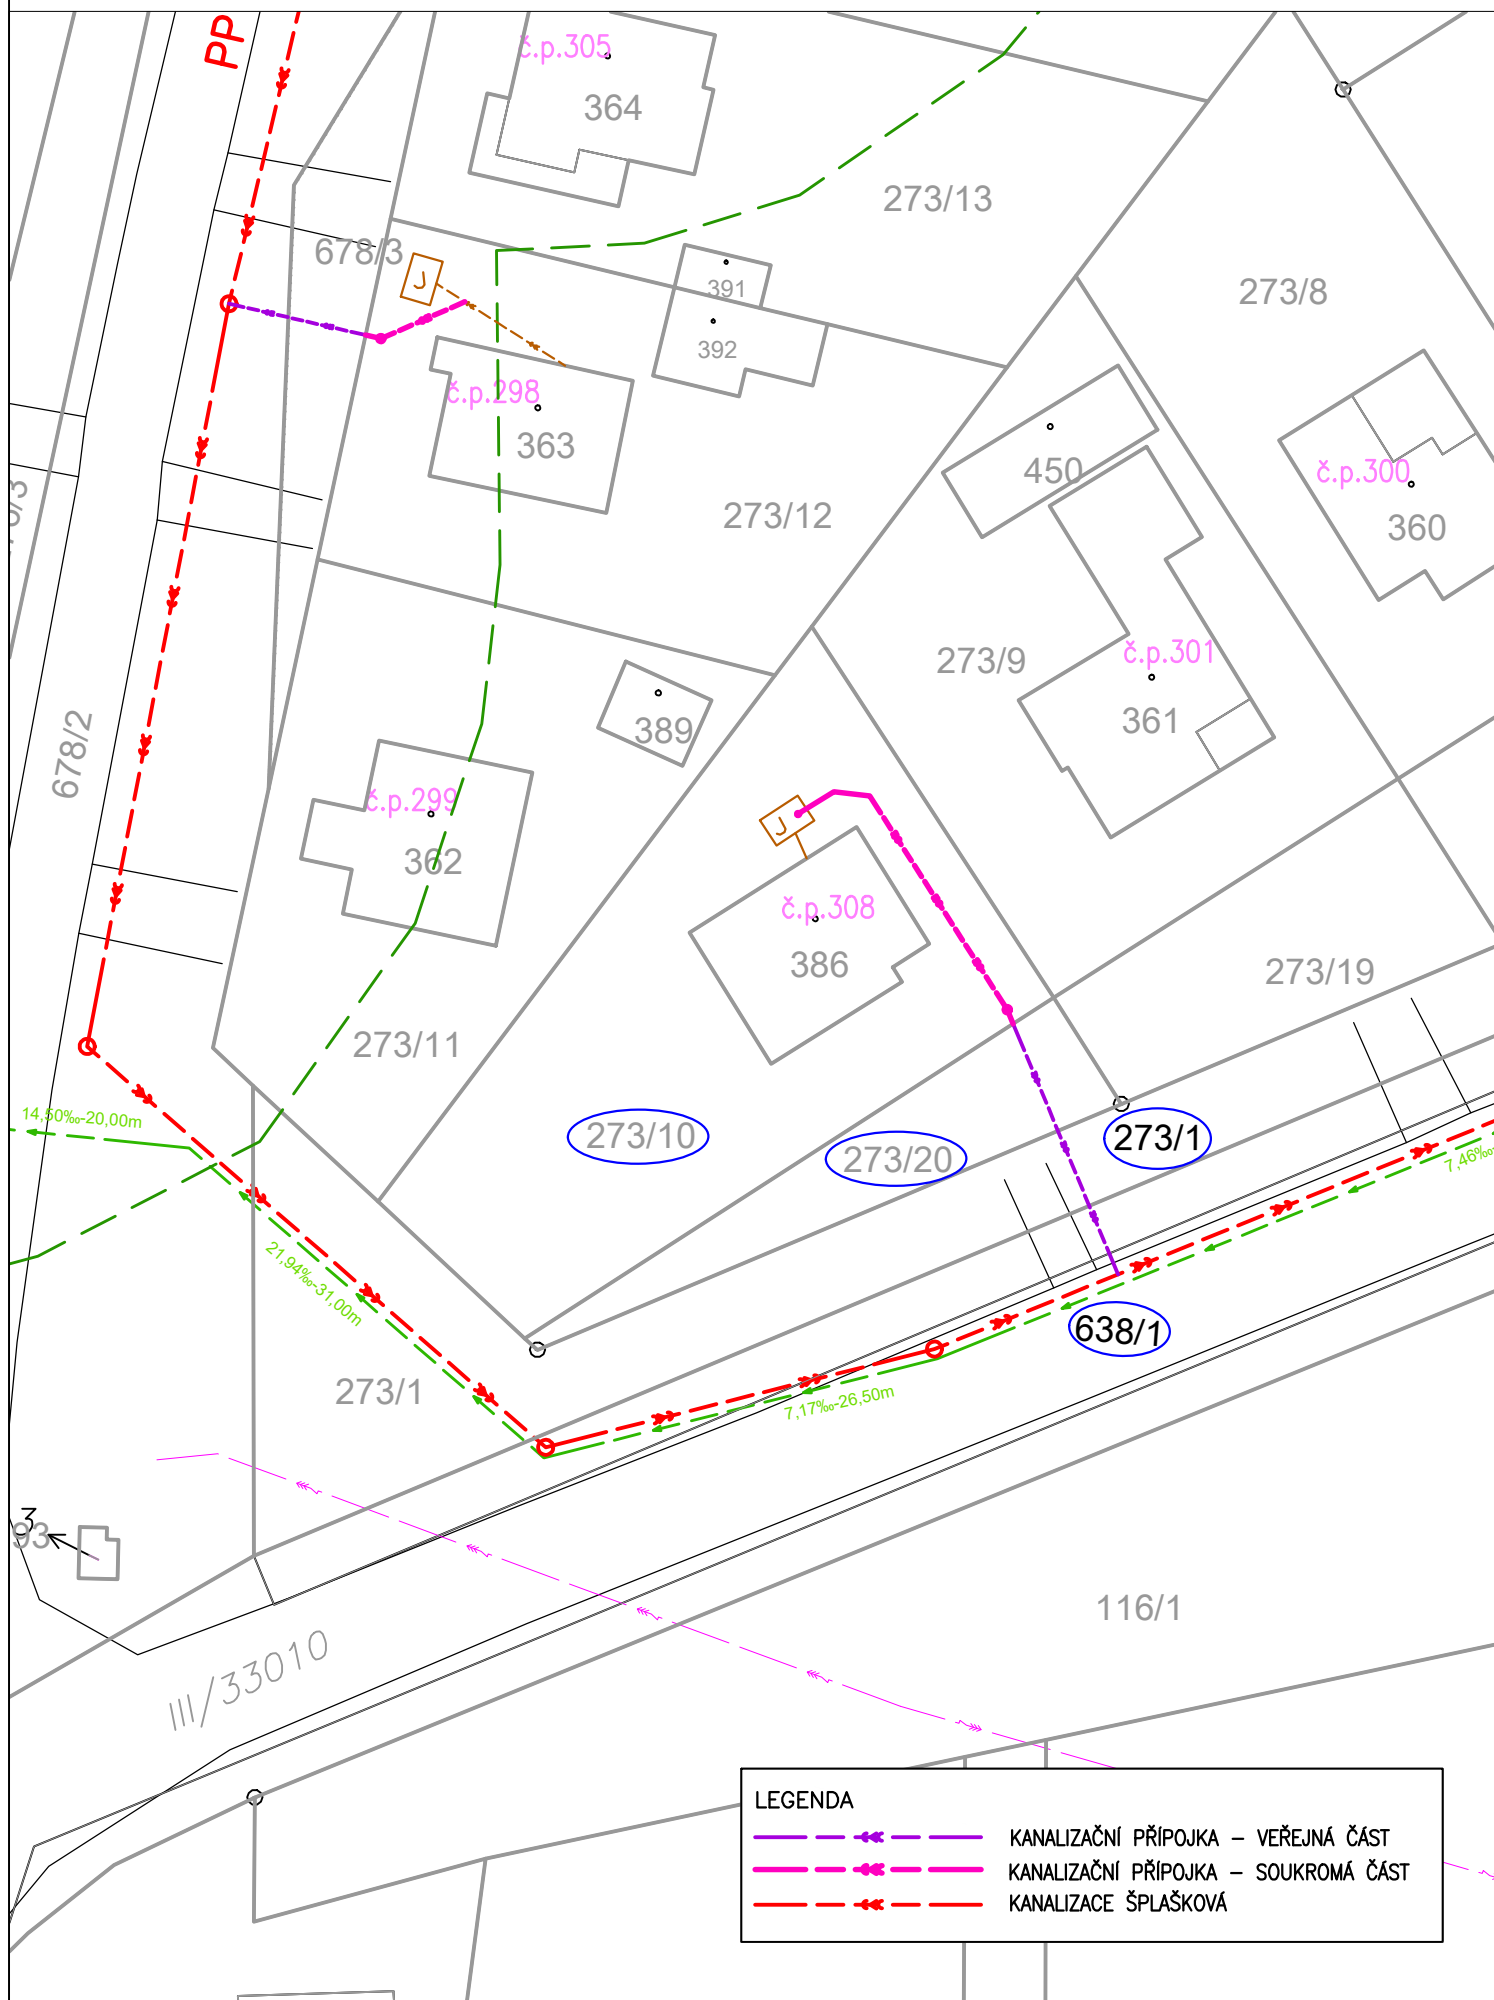 PP
č.p.305
364
273/13
678/3
J
391
273/8
392
č.p.298
363
450
č.p.300
360
273/12
273/9
č.p.301
361
389
678/2
č.p.299
362
J
č.p.308
386
273/19
273/11
14,50‰-20,00m
273/10
273/20
273/1
7,46‰-
21,94‰-31,00m
638/1
273/1
7,17‰-26,50m
3
93
116/1
III/33010
LEGENDA
KANALIZAČNÍ PŘÍPOJKA – VEŘEJNÁ ČÁST
KANALIZAČNÍ PŘÍPOJKA – SOUKROMÁ ČÁST
KANALIZACE ŠPLAŠKOVÁ